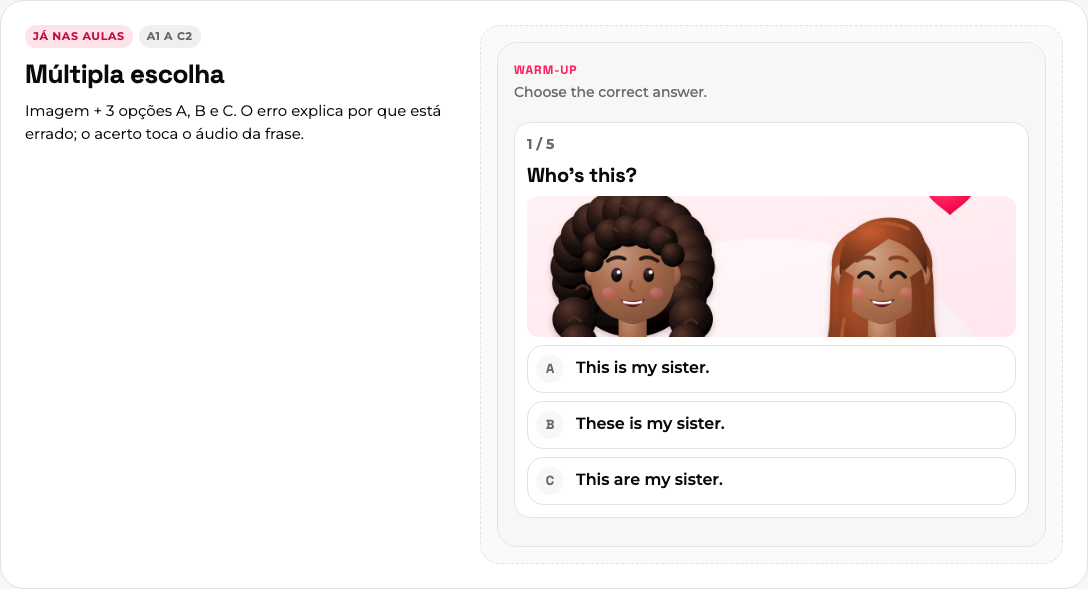 JÁ NAS AULAS
A1 A C2
Múltipla escolha
Imagem + 3 opções A, B e C. O erro explica por que está
errado; o acerto toca o áudio da frase.
WARM-UP
Choose the correct answer.
1 / 5
Who’s this?
A This is my sister.
B These is my sister.
C This are my sister.